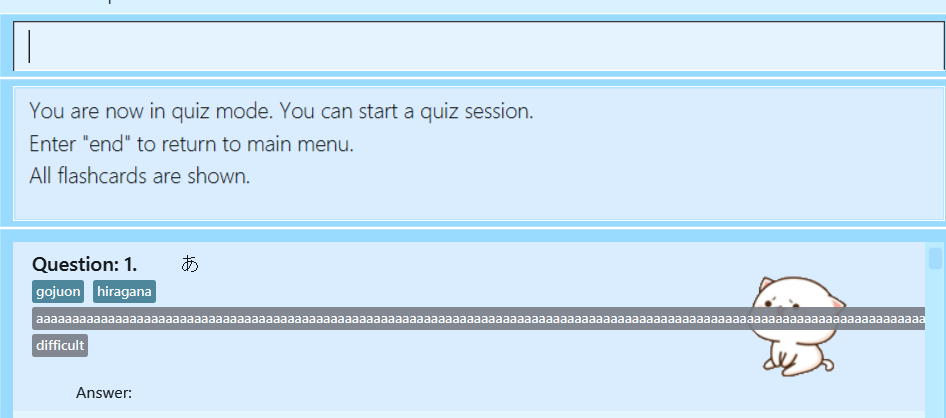 You are now in quiz mode. You can start a quiz session.
Enter "end" to return to main menu.
All flashcards are shown.
Question: 1. あ
gojuon hiragana
difficult
Answer: